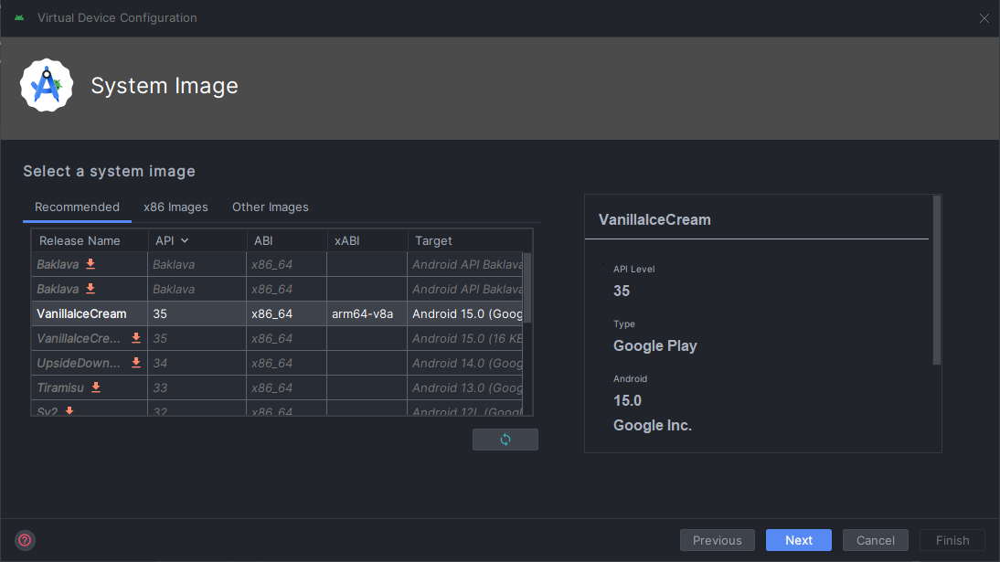 Virtual Device Configuration
System Image
Select a system image
Recommended x86 Images Other Images
Release Name API ABI xABI Target
Baklava Baklava x86_64 Android API Baklava
Baklava Baklava x86_64 Android API Baklava
VanillaIceCream 35 x86_64 arm64-v8a Android 15.0 (Goog
VanillaIceCre... 35 x86_64 Android 15.0 (16 KB
UpsideDown... 34 x86_64 Android 14.0 (Goog
Tiramisu 33 x86_64 Android 13.0 (Goog
Sv2 32 x86_64 Android 12L (Googl
VanillaIceCream
API Level
35
Type
Google Play
Android
15.0
Google Inc.
? Previous Next Cancel Finish